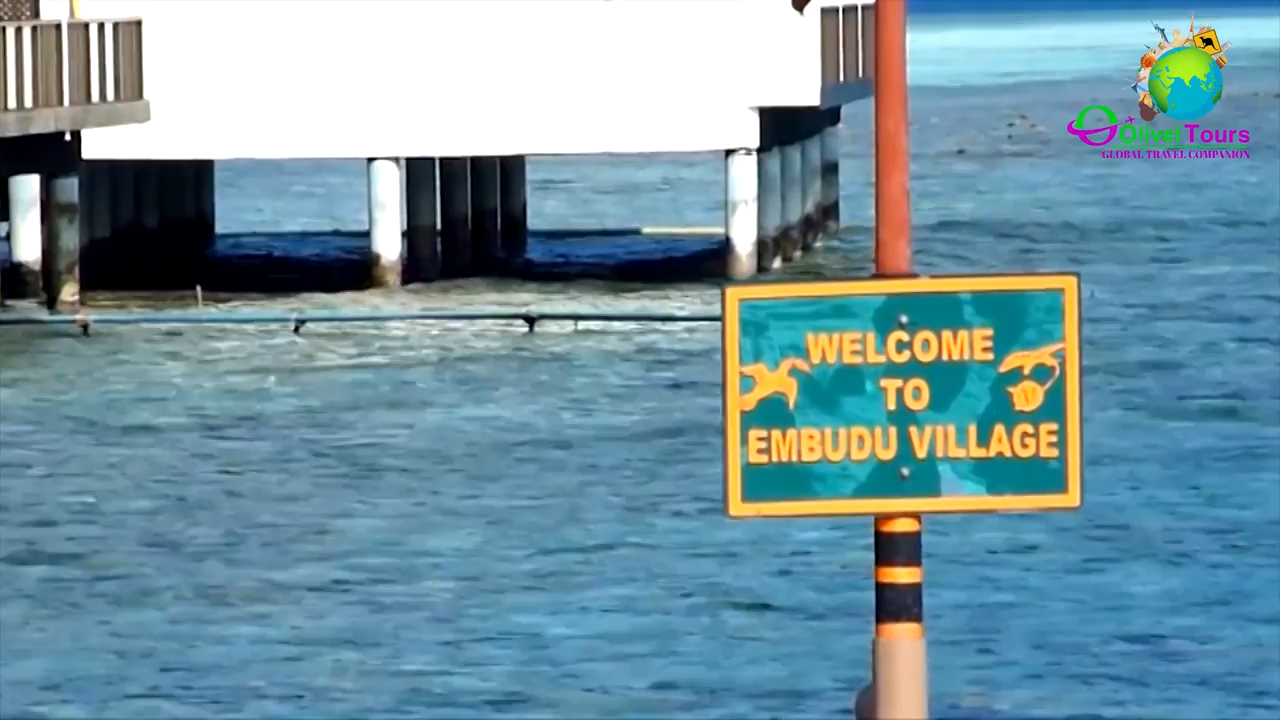 Olivel Tours
GLOBAL TRAVEL COMPANION
WELCOME
TO
EMBUDU VILLAGE